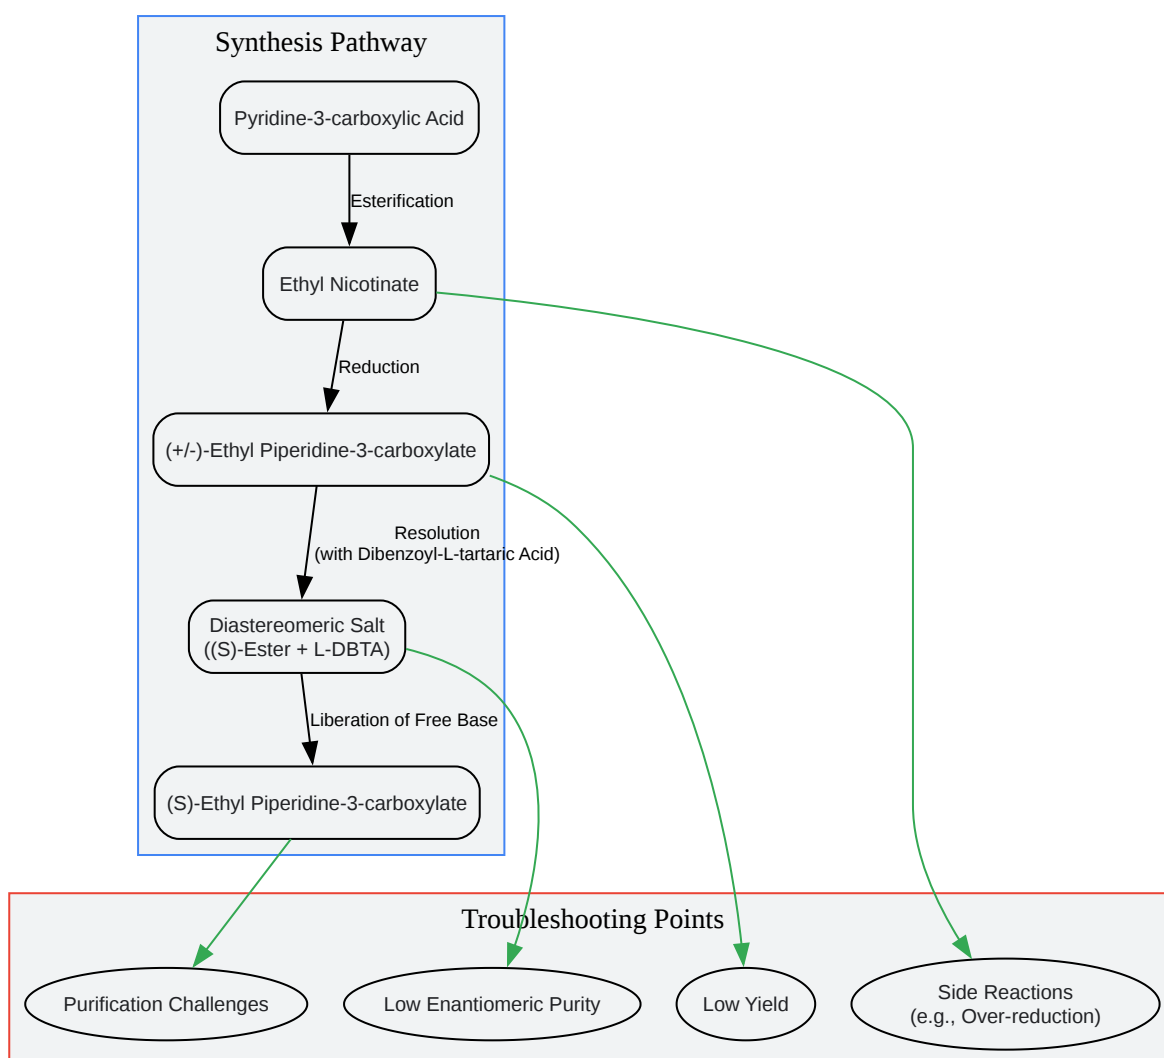 Synthesis Pathway
Pyridine-3-carboxylic Acid
Esterification
Ethyl Nicotinate
Reduction
(+/-)-Ethyl Piperidine-3-carboxylate
Resolution
(with Dibenzoyl-L-tartaric Acid)
Diastereomeric Salt
((S)-Ester + L-DBTA)
Liberation of Free Base
(S)-Ethyl Piperidine-3-carboxylate
Troubleshooting Points
Purification Challenges
Low Enantiomeric Purity
Low Yield
Side Reactions
(e.g., Over-reduction)